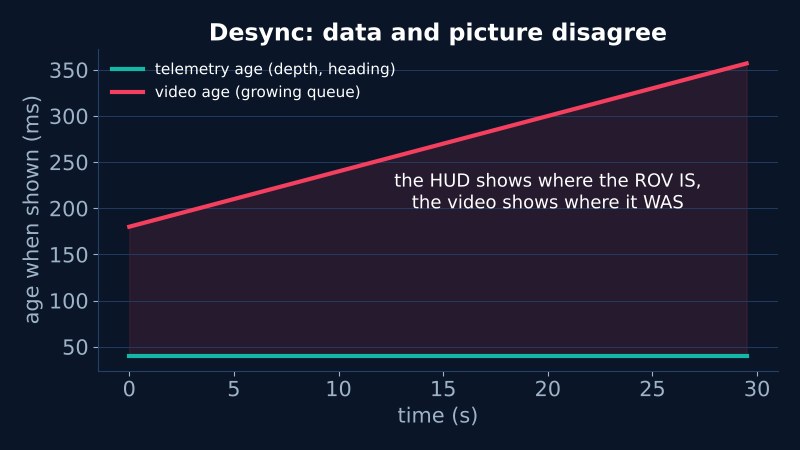 Desync: data and picture disagree
telemetry age (depth, heading)
video age (growing queue)
the HUD shows where the ROV IS,
the video shows where it WAS
age when shown (ms)
350
300
250
200
150
100
50
0 5 10 15 20 25 30
time (s)